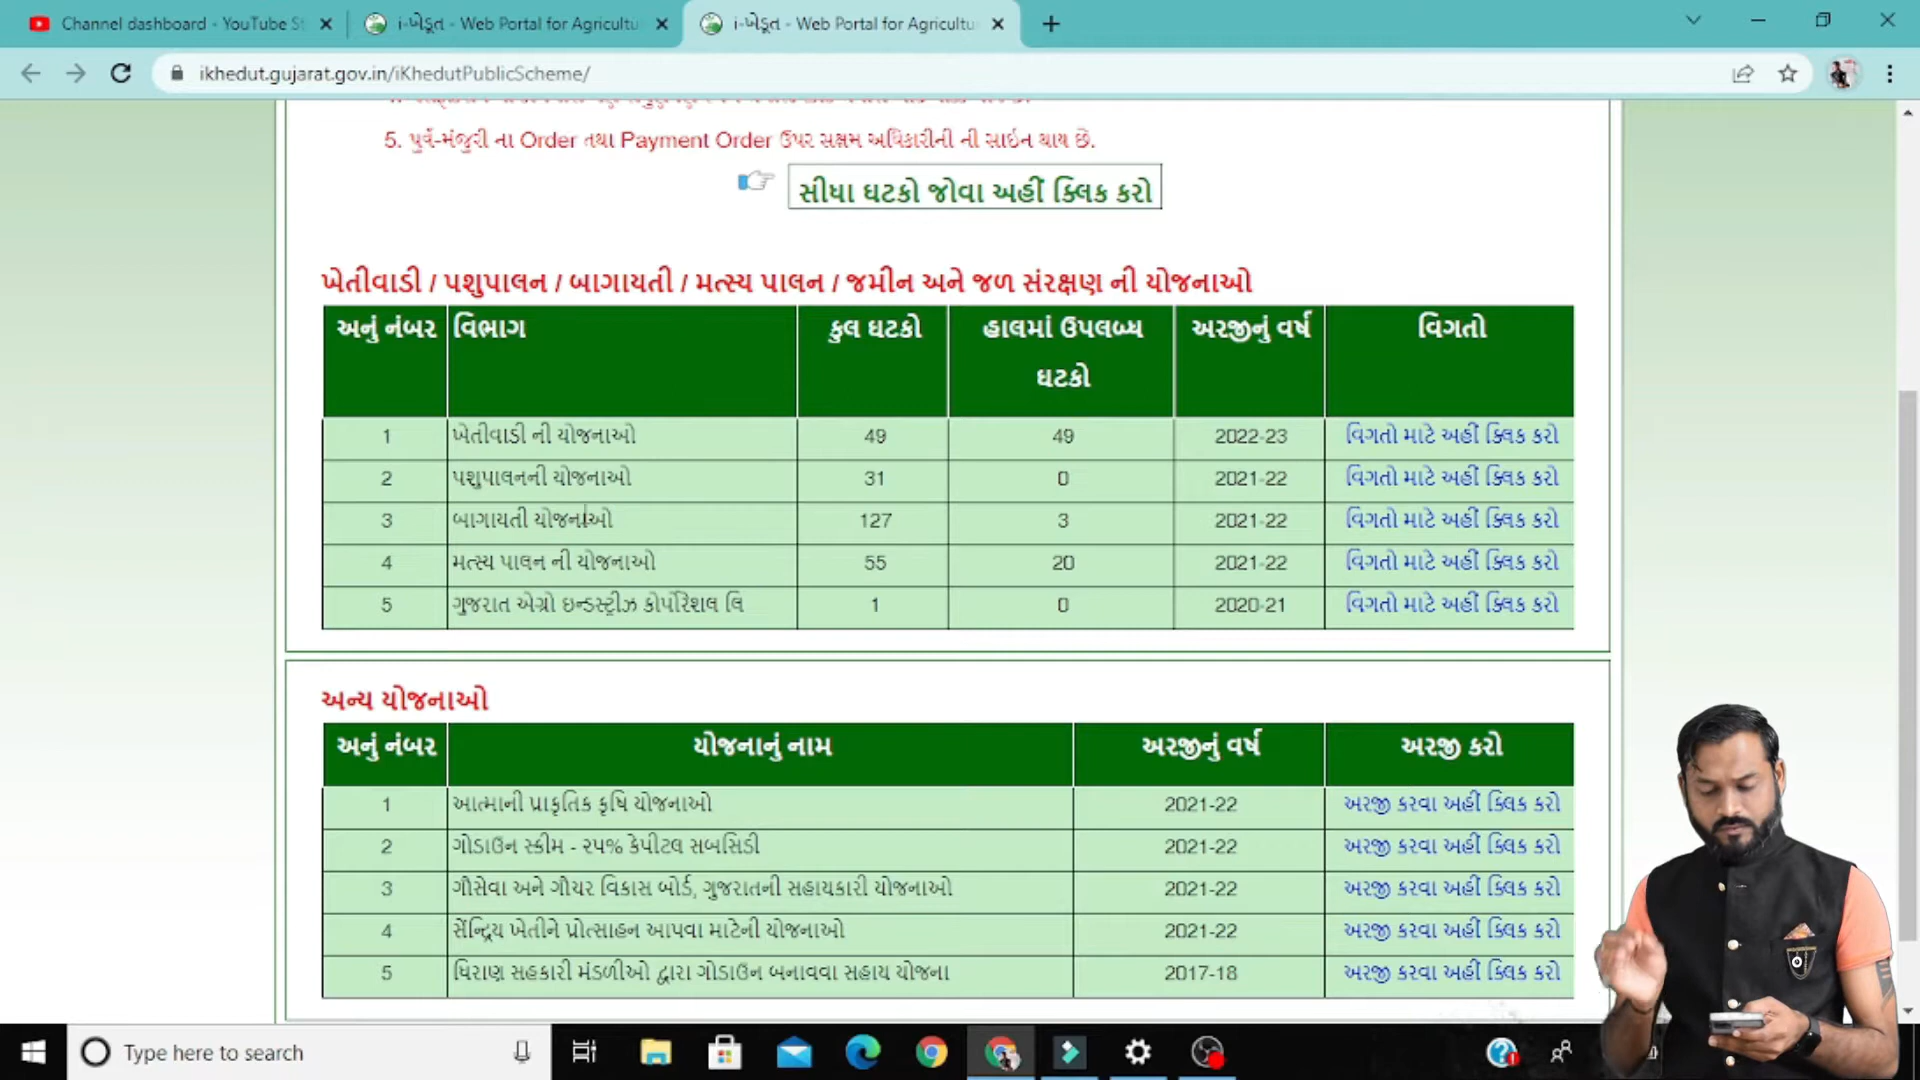 Channel dashboard - YouTube St
i-ખેડૂત - Web Portal for Agricultu
i-ખેડૂત - Web Portal for Agricultu
ikhedut.gujarat.gov.in/iKhedutPublicScheme/
5. પુર્વ-મંજુરી ના Order તથા Payment Order ઉપર સક્ષમ અધિકારીની ની સાઇન થાય છે.
સીધા ઘટકો જોવા અહીં ક્લિક કરો
ખેતીવાડી / પશુપાલન / બાગાયતી / મત્સ્ય પાલન / જમીન અને જળ સંરક્ષણ ની યોજનાઓ
અનું નંબર વિભાગ કુલ ઘટકો હાલમાં ઉપલબ્ધ ઘટકો અરજીનું વર્ષ વિગતો
1 ખેતીવાડી ની યોજનાઓ 49 49 2022-23 વિગતો માટે અહીં ક્લિક કરો
2 પશુપાલનની યોજનાઓ 31 0 2021-22 વિગતો માટે અહીં ક્લિક કરો
3 બાગાયતી યોજનાઓ 127 3 2021-22 વિગતો માટે અહીં ક્લિક કરો
4 મત્સ્ય પાલન ની યોજનાઓ 55 20 2021-22 વિગતો માટે અહીં ક્લિક કરો
5 ગુજરાત એગ્રો ઇન્ડસ્ટ્રીઝ કોર્પોરેશલ લિ 1 0 2020-21 વિગતો માટે અહીં ક્લિક કરો
અન્ય યોજનાઓ
અનું નંબર યોજનાનું નામ અરજીનું વર્ષ અરજી કરો
1 આત્માની પ્રાકૃતિક કૃષિ યોજનાઓ 2021-22 અરજી કરવા અહીં ક્લિક કરો
2 ગોડાઉન સ્કીમ - ૨૫% કેપીટલ સબસિડી 2021-22 અરજી કરવા અહીં ક્લિક કરો
3 ગૌસેવા અને ગૌચર વિકાસ બોર્ડ, ગુજરાતની સહાયકારી યોજનાઓ 2021-22 અરજી કરવા અહીં ક્લિક કરો
4 સેંન્દ્રિય ખેતીને પ્રોત્સાહન આપવા માટેની યોજનાઓ 2021-22 અરજી કરવા અહીં ક્લિક કરો
5 ધિરાણ સહકારી મંડળીઓ દ્વારા ગોડાઉન બનાવવા સહાય યોજના 2017-18 અરજી કરવા અહીં ક્લિક કરો
Type here to search